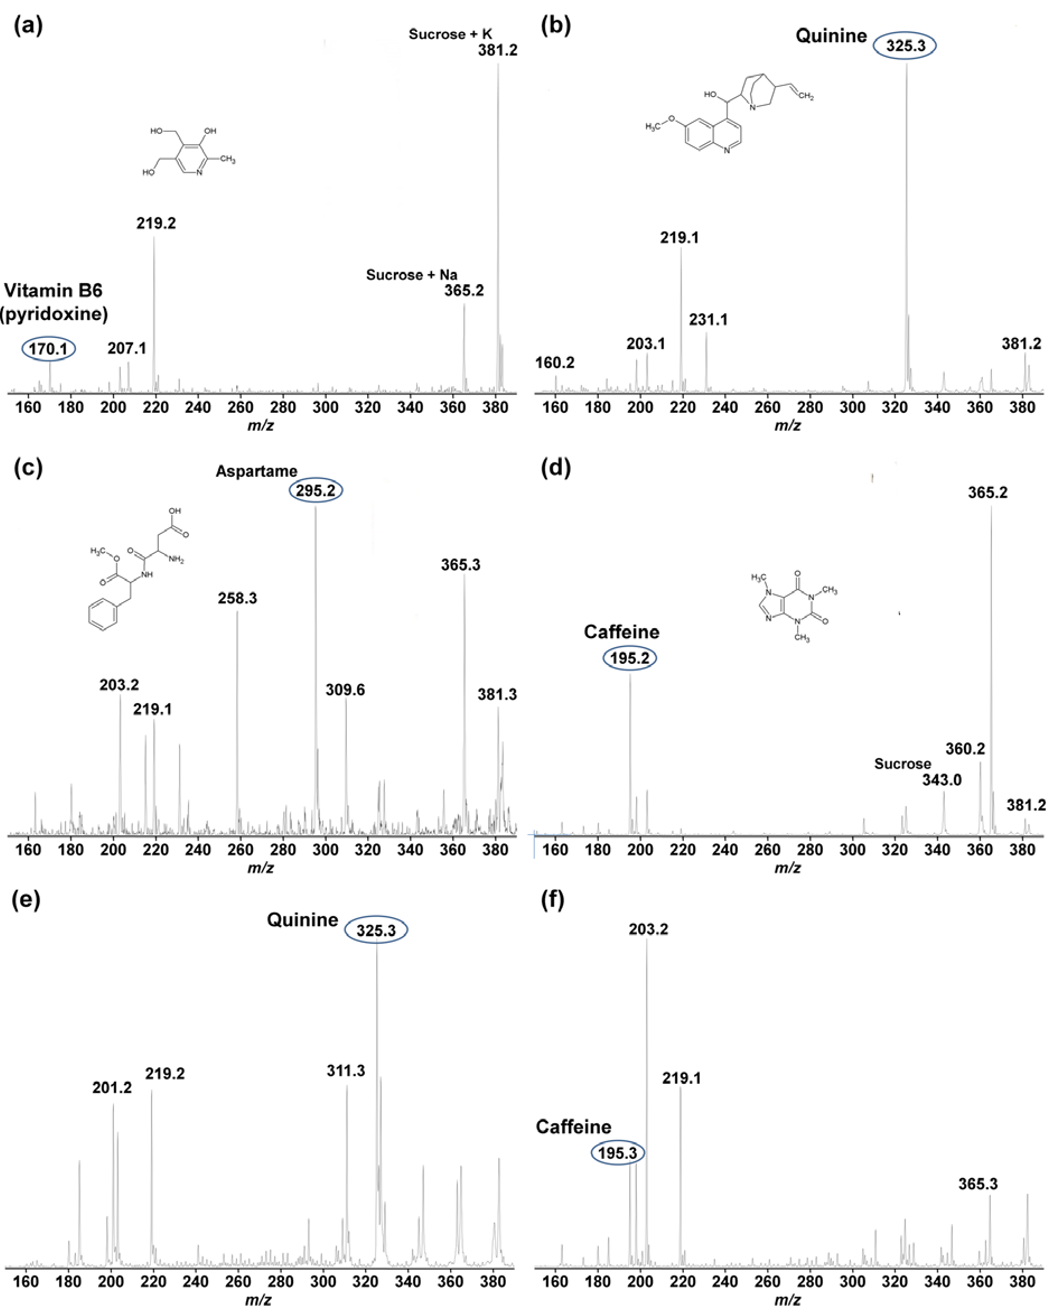 (a)
Sucrose + K
381.2
HO
OH
HO
N
CH3
219.2
Sucrose + Na
365.2
Vitamin B6
(pyridoxine)
170.1
207.1
160 180 200 220 240 260 280 300 320 340 360 380
m/z
(b)
Quinine
325.3
HO
N
CH2
H3C
O
N
219.1
231.1
203.1
160.2
381.2
160 180 200 220 240 260 280 300 320 340 360 380
m/z
(c)
Aspartame
295.2
OH
O
H3C
O
O
NH2
O
NH
365.3
258.3
203.2
219.1
309.6
381.3
160 180 200 220 240 260 280 300 320 340 360 380
m/z
(d)
365.2
H3C
O
N
N
CH3
N
N
O
CH3
Caffeine
195.2
360.2
Sucrose
343.0
381.2
160 180 200 220 240 260 280 300 320 340 360 380
m/z
(e)
Quinine
325.3
201.2
219.2
311.3
160 180 200 220 240 260 280 300 320 340 360 380
m/z
(f)
203.2
219.1
Caffeine
195.3
365.3
160 180 200 220 240 260 280 300 320 340 360 380
m/z